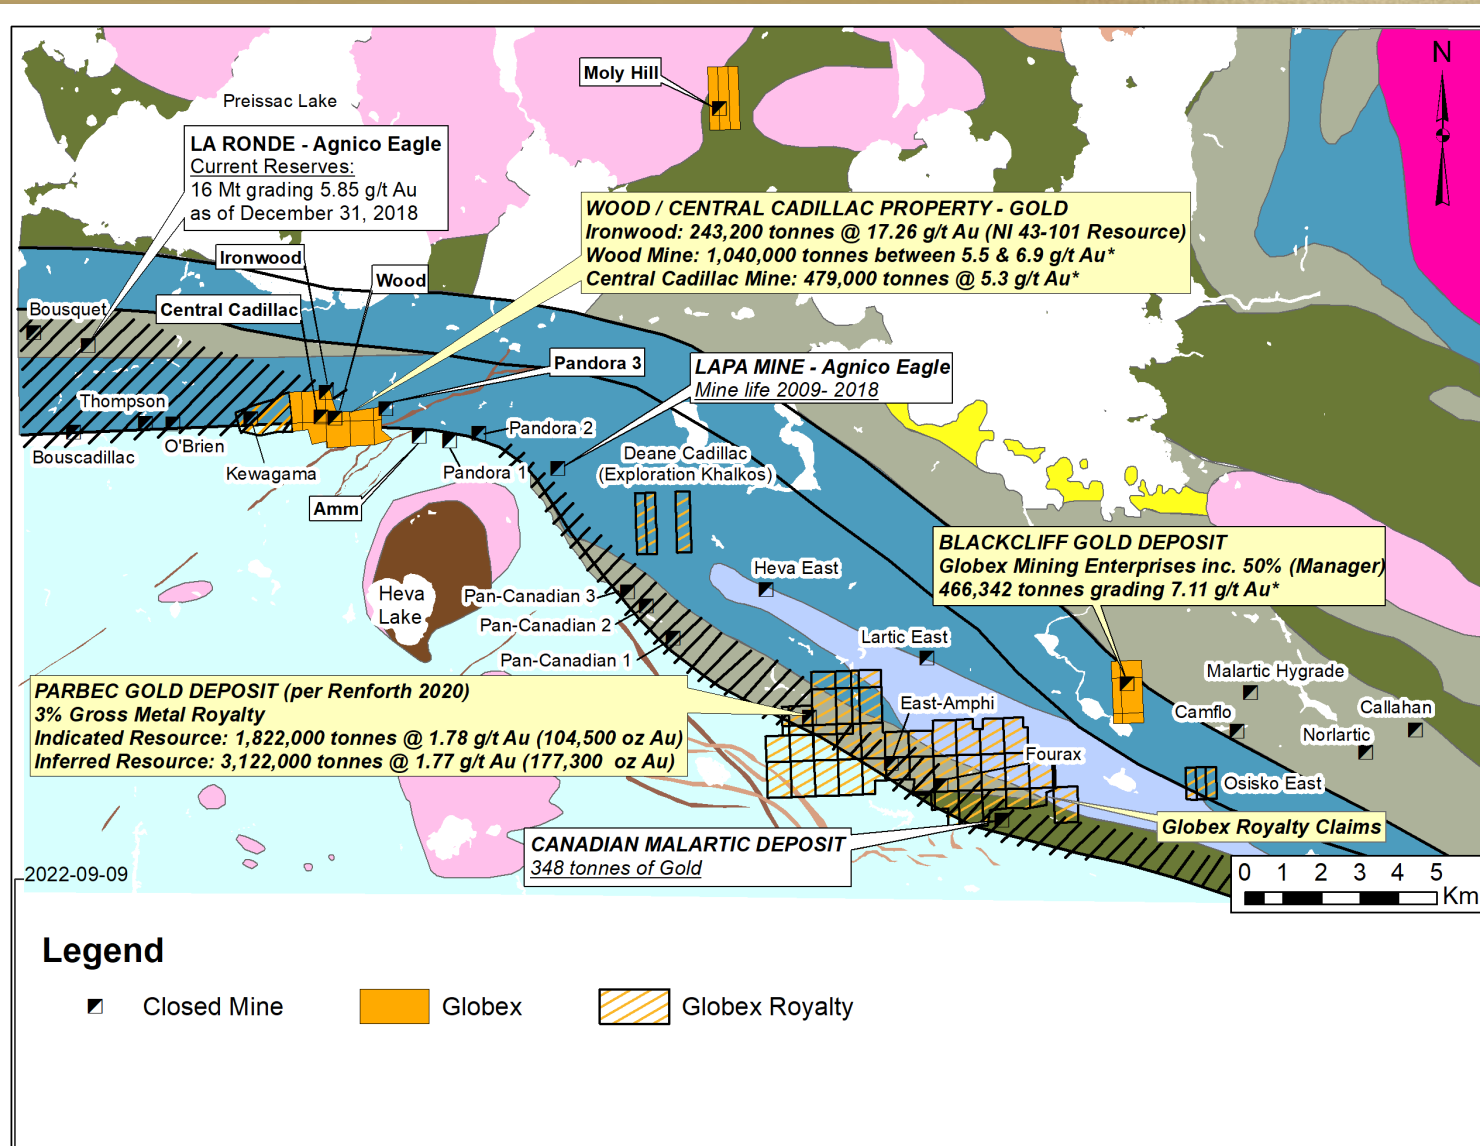 N
Moly Hill
Preissac Lake
LA RONDE - Agnico Eagle
Current Reserves:
16 Mt grading 5.85 g/t Au
as of December 31, 2018
WOOD / CENTRAL CADILLAC PROPERTY - GOLD
Ironwood: 243,200 tonnes @ 17.26 g/t Au (NI 43-101 Resource)
Wood Mine: 1,040,000 tonnes between 5.5 & 6.9 g/t Au*
Central Cadillac Mine: 479,000 tonnes @ 5.3 g/t Au*
Ironwood
Wood
Bousquet
Central Cadillac
Pandora 3
LAPA MINE - Agnico Eagle
Mine life 2009- 2018
Thompson
O'Brien
Bouscadillac
Kewagama
Pandora 2
Pandora 1
Amm
Deane Cadillac
(Exploration Khalkos)
BLACKCLIFF GOLD DEPOSIT
Globex Mining Enterprises inc. 50% (Manager)
466,342 tonnes grading 7.11 g/t Au*
Heva East
Heva
Lake
Pan-Canadian 3
Pan-Canadian 2
Pan-Canadian 1
Lartic East
Malartic Hygrade
Camflo
Callahan
Norlartic
PARBEC GOLD DEPOSIT (per Renforth 2020)
3% Gross Metal Royalty
Indicated Resource: 1,822,000 tonnes @ 1.78 g/t Au (104,500 oz Au)
Inferred Resource: 3,122,000 tonnes @ 1.77 g/t Au (177,300 oz Au)
East-Amphi
Fourax
Osisko East
Globex Royalty Claims
CANADIAN MALARTIC DEPOSIT
348 tonnes of Gold
2022-09-09
0 1 2 3 4 5
Km
Legend
Closed Mine
Globex
Globex Royalty